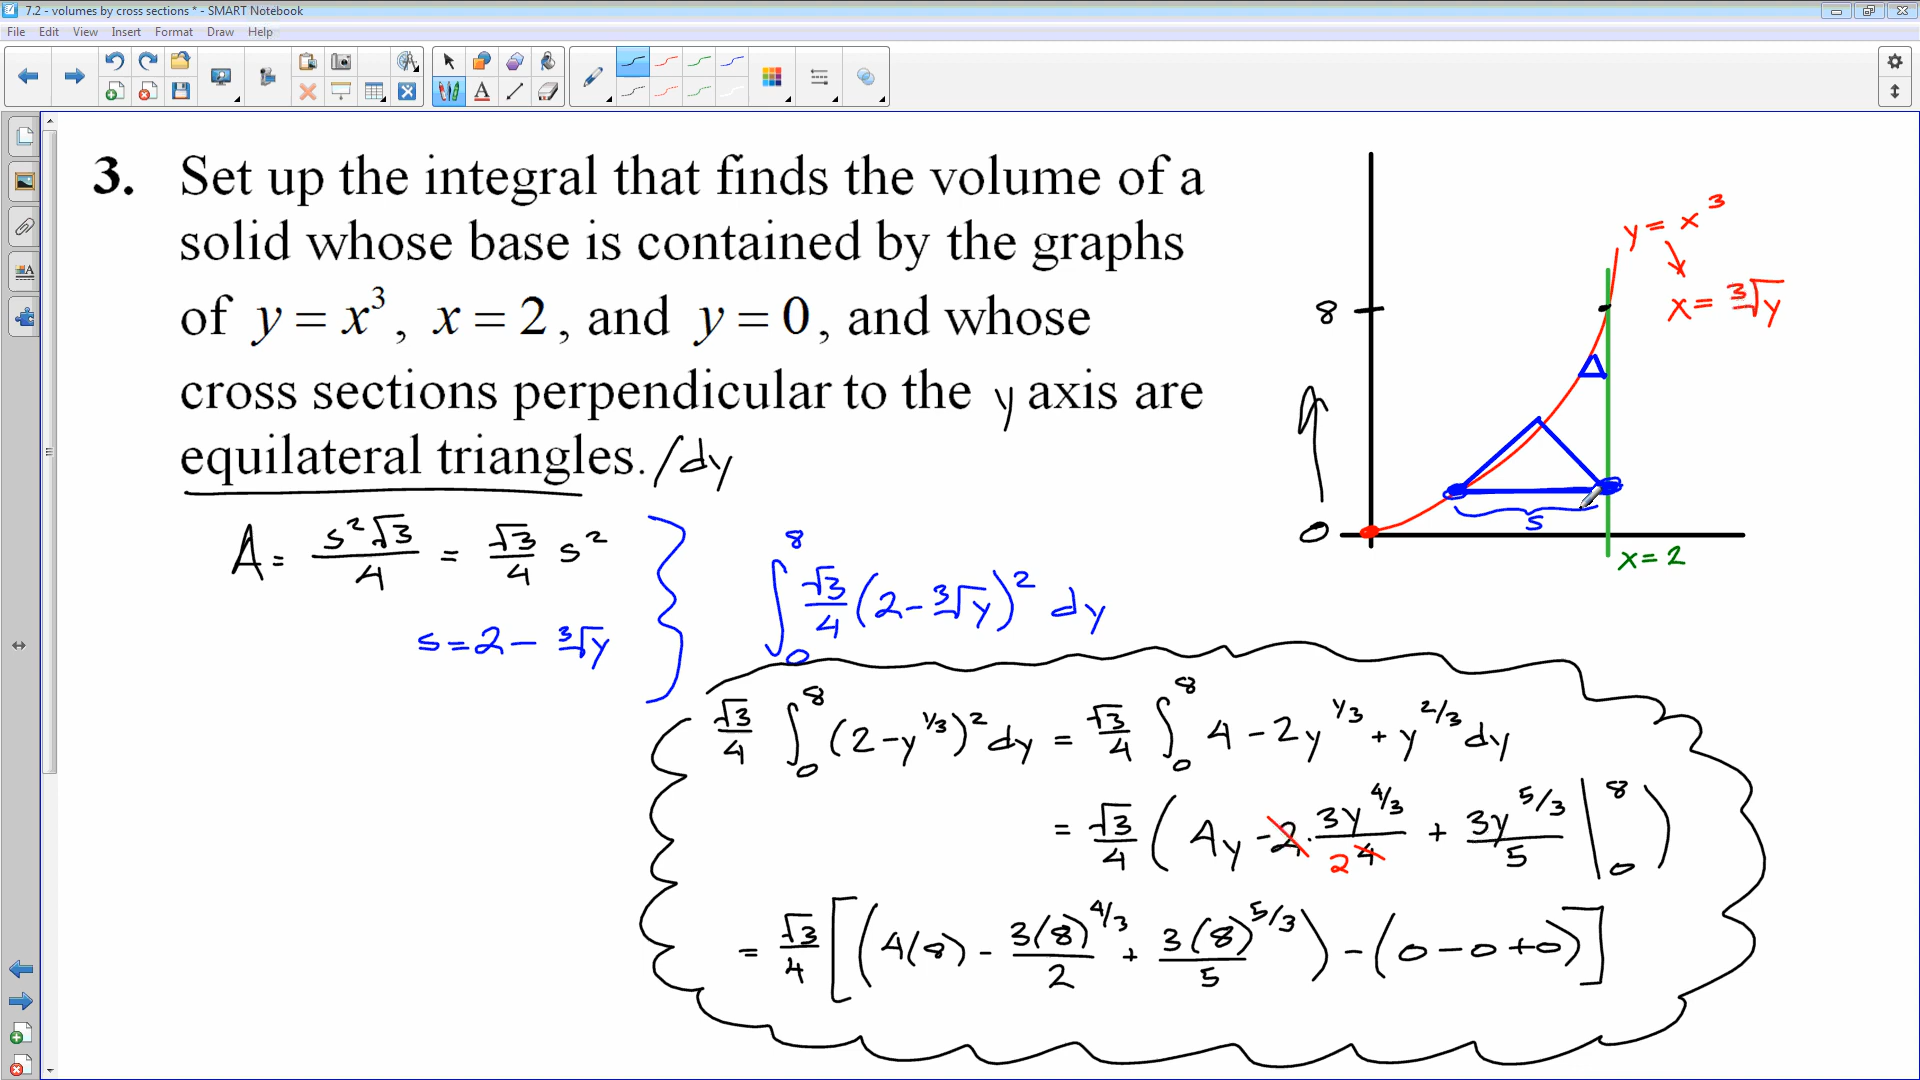 7.2 - volumes by cross sections * - SMART Notebook
File Edit View Insert Format Draw Help
3. Set up the integral that finds the volume of a
solid whose base is contained by the graphs
of y = x³, x = 2, and y = 0, and whose
cross sections perpendicular to the y axis are
equilateral triangles. / dy
A = s²√3/4 = √3/4 s²
s = 2 - ∛y
∫₀⁸ √3/4 (2 - ∛y)² dy
y = x³
x = ∛y
8
s
0
x = 2
√3/4 ∫₀⁸ (2 - y^1/3)² dy = √3/4 ∫₀⁸ 4 - 2y^1/3 + y^2/3 dy
= √3/4 ( 4y - 2 · 3y^4/3 / 4 2 + 3y^5/3 / 5 |₀⁸ )
= √3/4 [ ( 4(8) - 3(8)^4/3 / 2 + 3(8)^5/3 / 5 ) - (0 - 0 + 0) ]